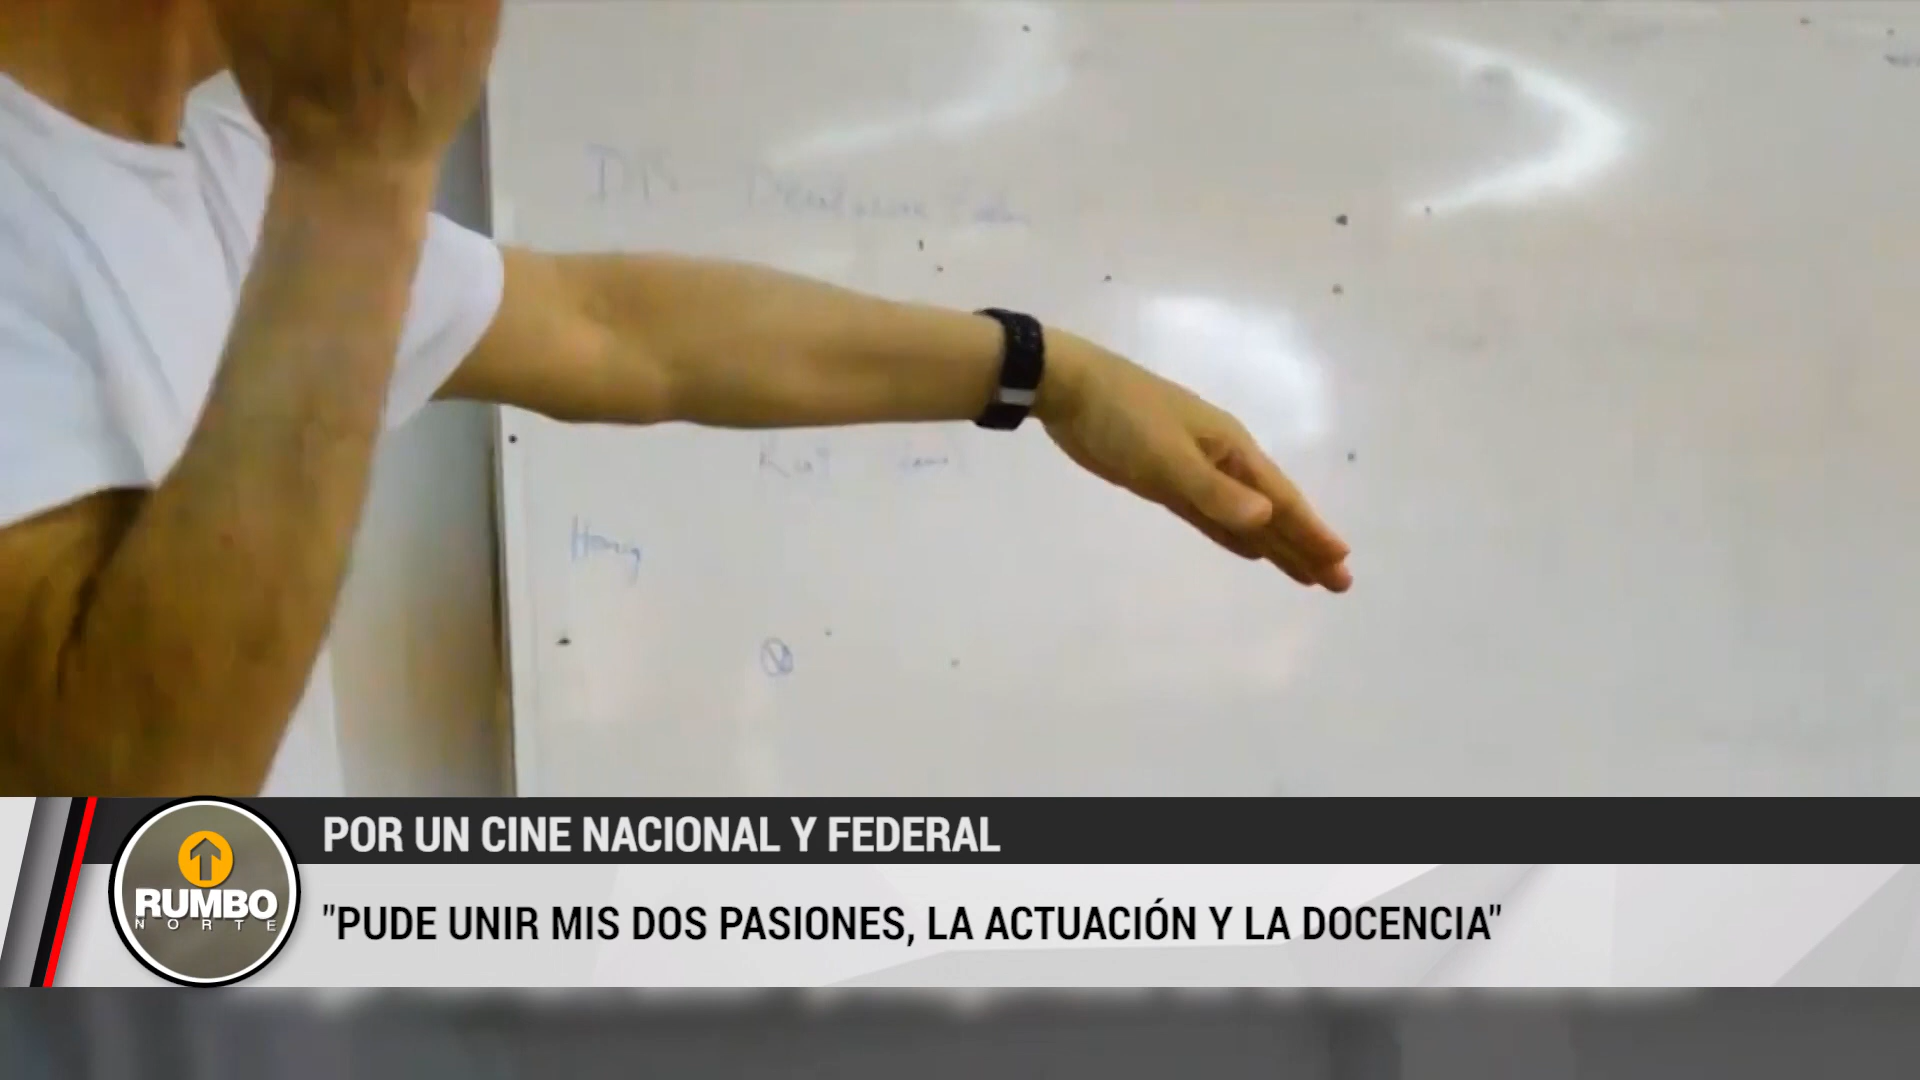 POR UN CINE NACIONAL Y FEDERAL
RUMBO
NORTE
"PUDE UNIR MIS DOS PASIONES, LA ACTUACIÓN Y LA DOCENCIA"